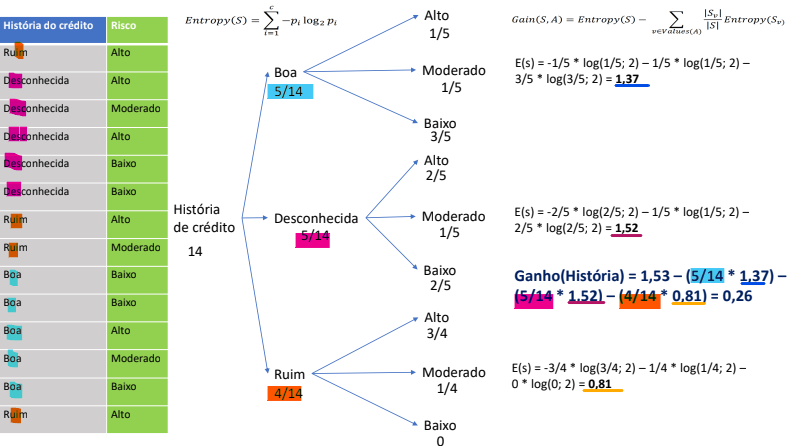 História do crédito Risco
Ruim Alto
Desconhecida Alto
Desconhecida Moderado
Desconhecida Alto
Desconhecida Baixo
Desconhecida Baixo
Ruim Alto
Ruim Moderado
Boa Baixo
Boa Baixo
Boa Alto
Boa Moderado
Boa Baixo
Ruim Alto
Entropy(S) = \sum_{i=1}^{c} -p_i \log_2 p_i
História
de crédito
14
Boa
5/14
Alto
1/5
Moderado
1/5
Baixo
3/5
Desconhecida
5/14
Alto
2/5
Moderado
1/5
Baixo
2/5
Ruim
4/14
Alto
3/4
Moderado
1/4
Baixo
0
Gain(S, A) = Entropy(S) − \sum_{v∈Values(A)} \frac{|S_v|}{|S|} Entropy(S_v)
E(s) = -1/5 * log(1/5; 2) – 1/5 * log(1/5; 2) –
3/5 * log(3/5; 2) = 1,37
E(s) = -2/5 * log(2/5; 2) – 1/5 * log(1/5; 2) –
2/5 * log(2/5; 2) = 1,52
Ganho(História) = 1,53 – (5/14 * 1,37) –
(5/14 * 1,52) – (4/14 * 0,81) = 0,26
E(s) = -3/4 * log(3/4; 2) – 1/4 * log(1/4; 2) –
0 * log(0; 2) = 0,81